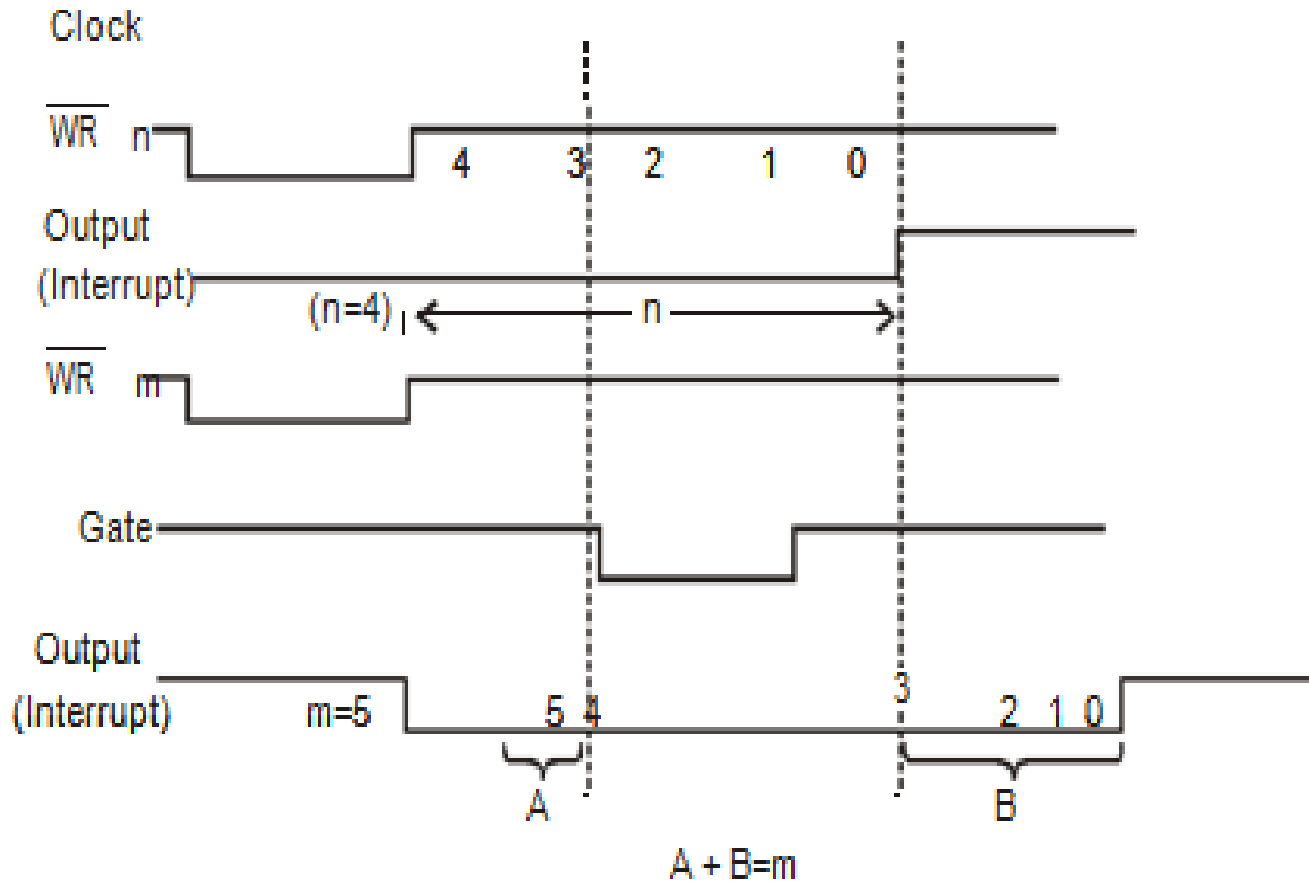 Clock
WR n
4 3 2 1 0
Output
(Interrupt)
(n=4) n
WR m
Gate
Output
(Interrupt) m=5 5 4 3 2 1 0
A B
A + B=m